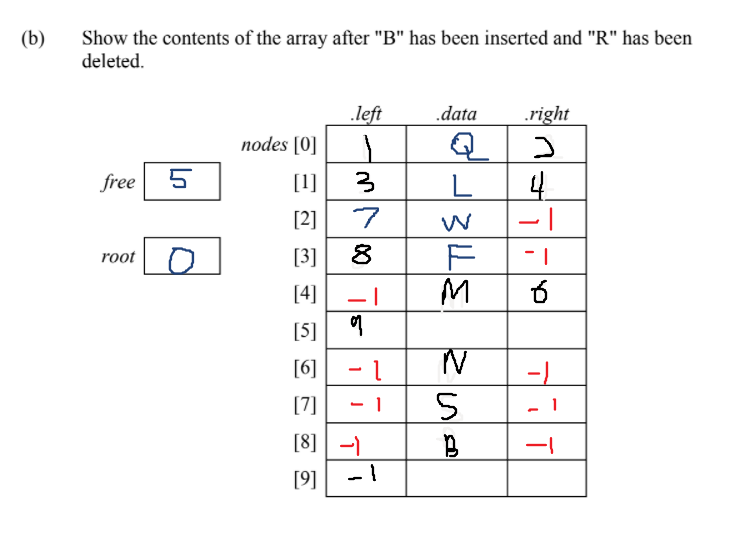 (b) Show the contents of the array after "B" has been inserted and "R" has been
deleted.
.left .data .right
nodes [0] 1 Q 2
free 5 [1] 3 L 4
[2] 7 W -1
root 0 [3] 8 F -1
[4] -1 M 6
[5] 9
[6] -1 N -1
[7] -1 S -1
[8] -1 B -1
[9] -1